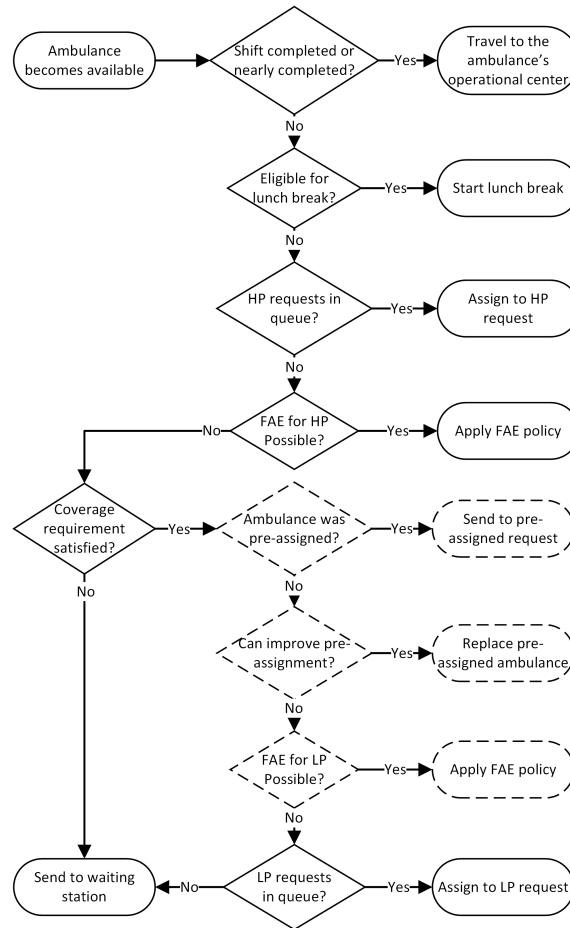 Ambulance
becomes available
Shift completed or
nearly completed?
Yes
Travel to the
ambulance’s
operational center
No
Eligible for
lunch break?
Yes
Start lunch break
No
HP requests in
queue?
Yes
Assign to HP
request
No
FAE for HP
Possible?
No
Yes
Apply FAE policy
Coverage
requirement
satisfied?
Yes
Ambulance was
pre-assigned?
Yes
Send to pre-
assigned request
No
No
Can improve pre-
assignment?
Yes
Replace pre-
assigned ambulance
No
FAE for LP
Possible?
Yes
Apply FAE policy
No
Send to waiting
station
No
LP requests
in queue?
Yes
Assign to LP request